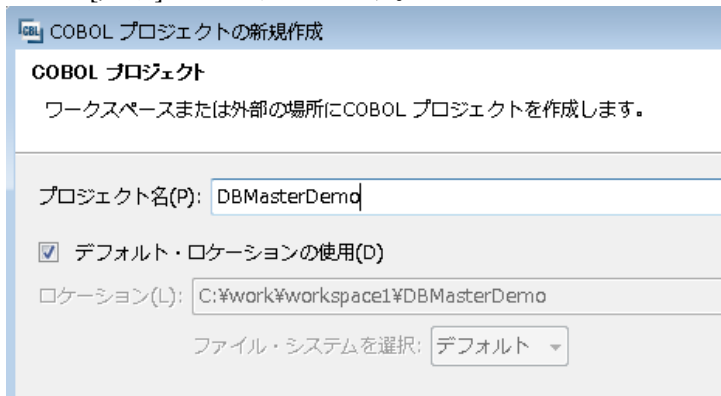 COBOL プロジェクトの新規作成
COBOL プロジェクト
ワークスペースまたは外部の場所にCOBOL プロジェクトを作成します。
プロジェクト名(P): DBMasterDemo
デフォルト・ロケーションの使用(D)
ロケーション(L): C:¥work¥workspace1¥DBMasterDemo
ファイル・システムを選択: デフォルト